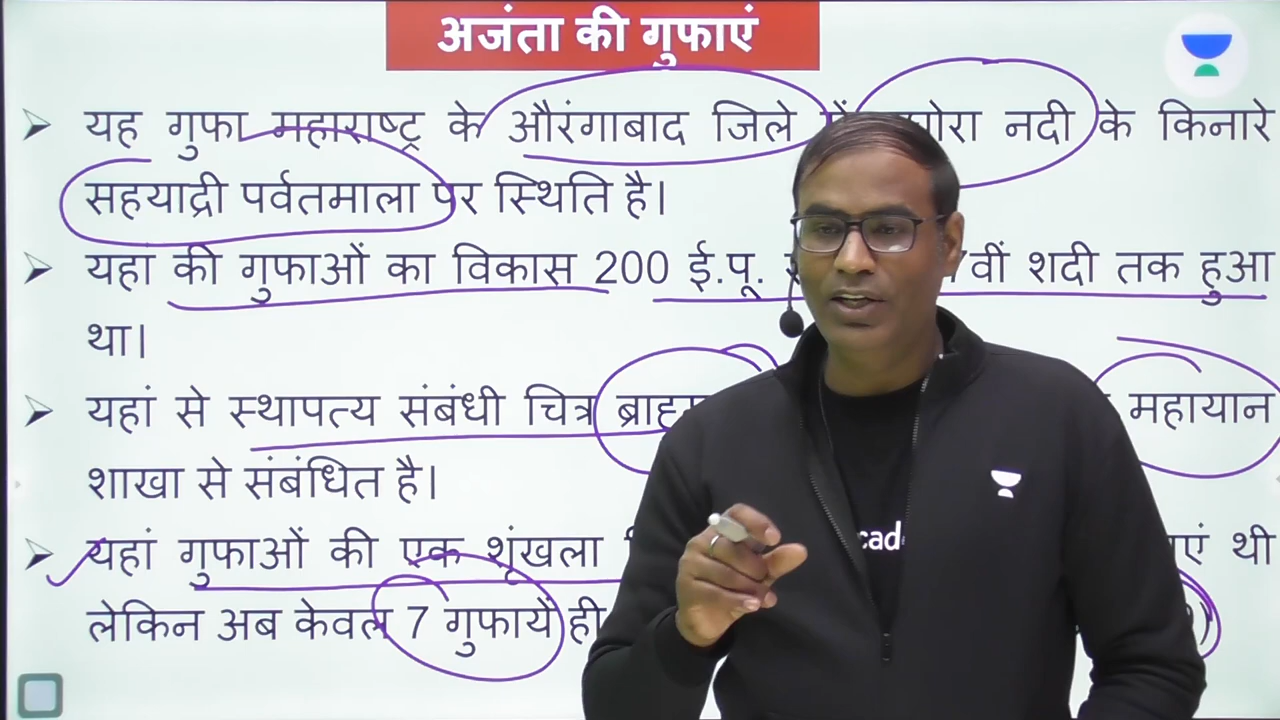 अजंता की गुफाएं
यह गुफा महाराष्ट्र के औरंगाबाद जिले में नदी के किनारे
सहयाद्री पर्वतमाला पर स्थिति है।
यहां की गुफाओं का विकास 200 ई.पू. 7वीं शदी तक हुआ
था।
यहां से स्थापत्य संबंधी चित्र महायान
शाखा से संबंधित है।
यहां गुफाओं की एक शृंखला थी
लेकिन अब केवल 7 गुफायें ही